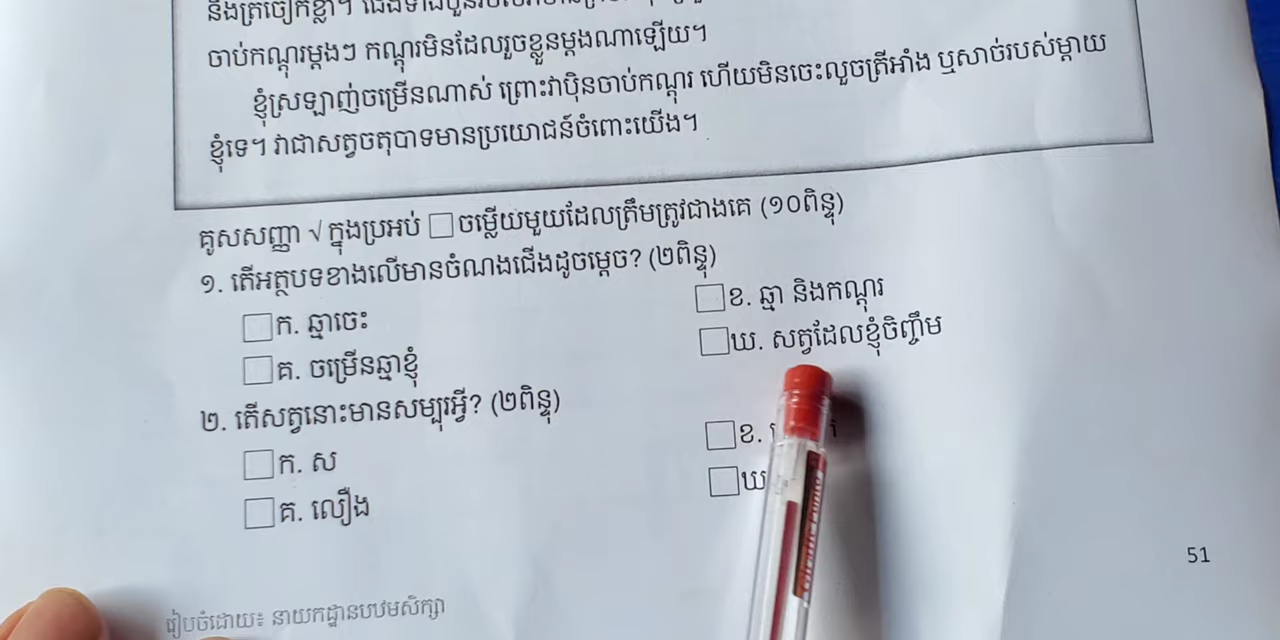 និងត្រចៀកខ្លា។
ចាប់កណ្ដុរម្ដងៗ កណ្ដុរមិនដែលរួចខ្លួនម្ដងណាឡើយ។
ខ្ញុំស្រឡាញ់ចម្រើនណាស់ ព្រោះវាប៉ិនចាប់កណ្ដុរ ហើយមិនចេះលួចត្រីអាំង ឬសាច់របស់ម្ដាយ
ខ្ញុំទេ។ វាជាសត្វចតុបាទមានប្រយោជន៍ចំពោះយើង។
គូសសញ្ញា √ ក្នុងប្រអប់ □ ចម្លើយមួយដែលត្រឹមត្រូវជាងគេ (១០ពិន្ទុ)
១. តើអត្ថបទខាងលើមានចំណងជើងដូចម្ដេច? (២ពិន្ទុ)
□ ក. ឆ្មាចេះ □ ខ. ឆ្មា និងកណ្ដុរ
□ គ. ចម្រើនឆ្មាខ្ញុំ □ ឃ. សត្វដែលខ្ញុំចិញ្ចឹម
២. តើសត្វនោះមានសម្បុរអ្វី? (២ពិន្ទុ)
□ ក. ស □ ខ.
□ គ. លឿង □ ឃ
51
រៀបចំដោយ៖ នាយកដ្ឋានបឋមសិក្សា